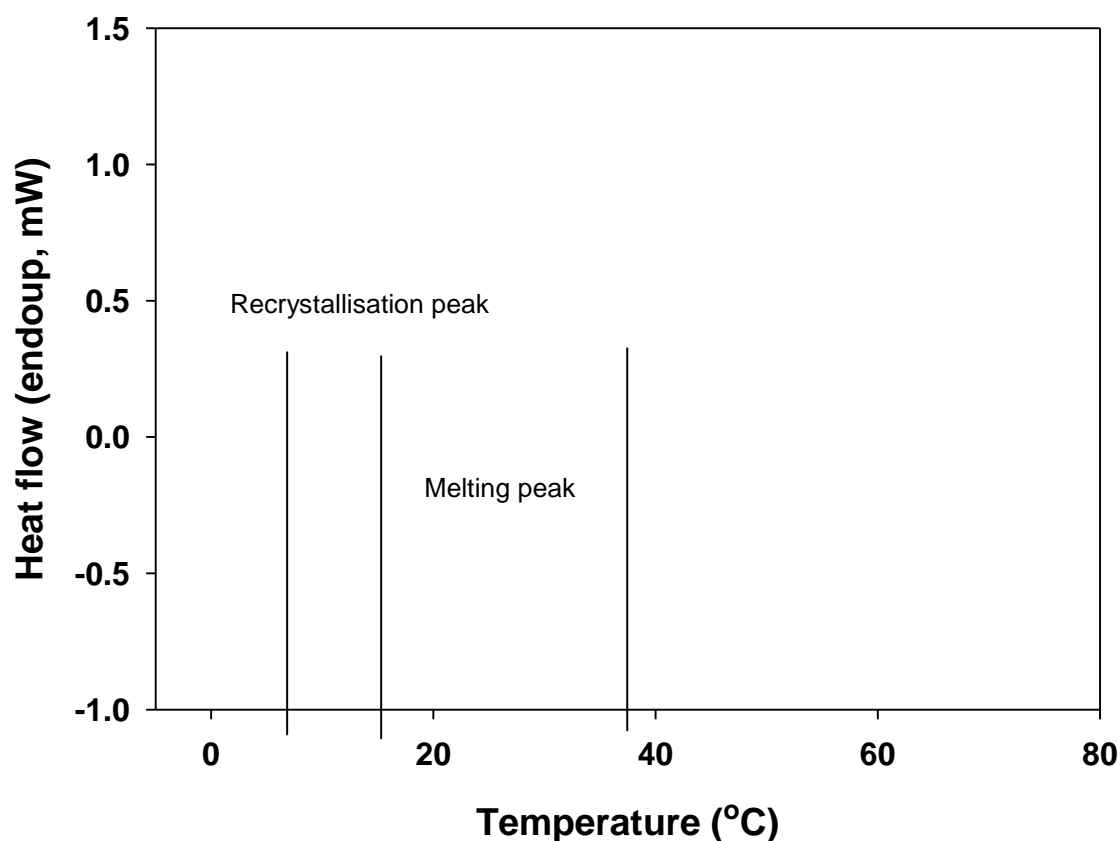 1.5
1.0
Recrystallisation peak
0.5
0.0
Melting peak
-0.5
-1.0
Heat flow (endoup, mW)
0 20 40 60 80
Temperature (oC)